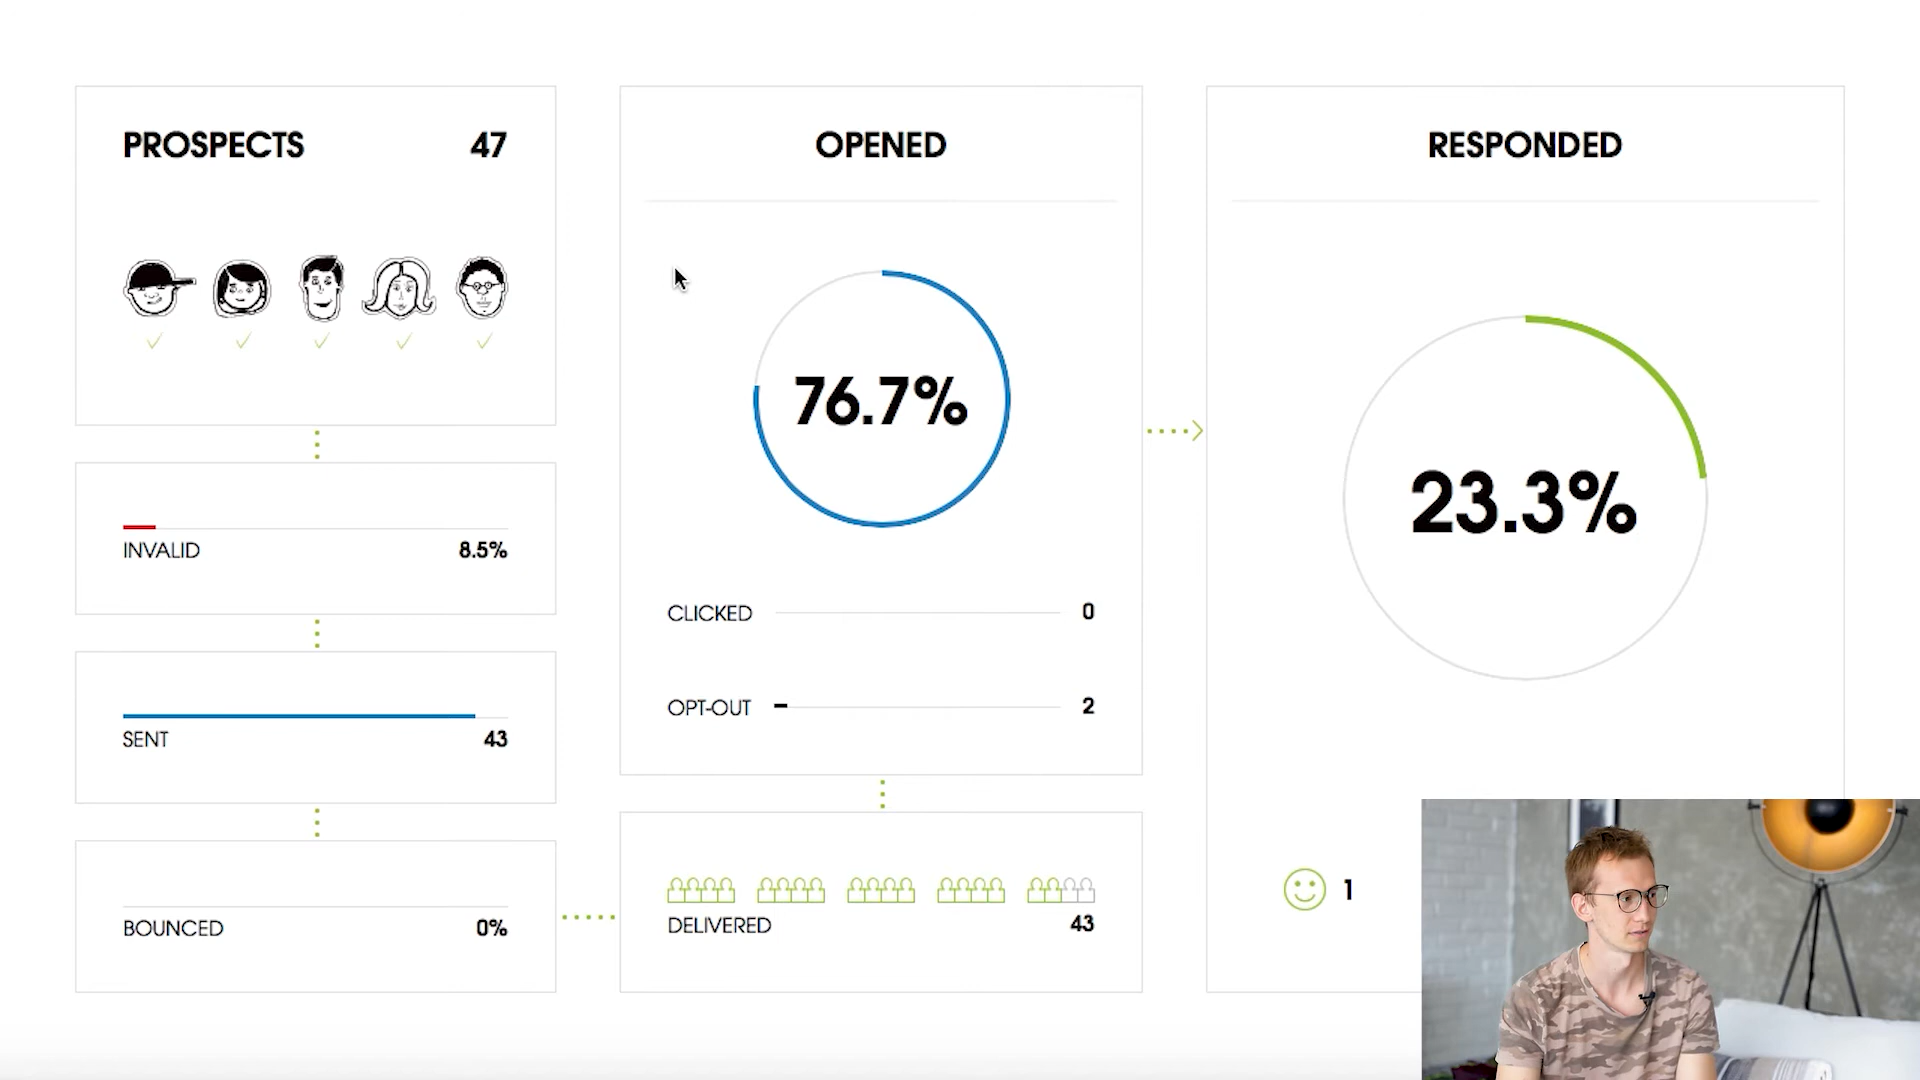 PROSPECTS 47
INVALID 8.5%
SENT 43
BOUNCED 0%
OPENED
76.7%
CLICKED 0
OPT-OUT 2
DELIVERED 43
RESPONDED
23.3%
1